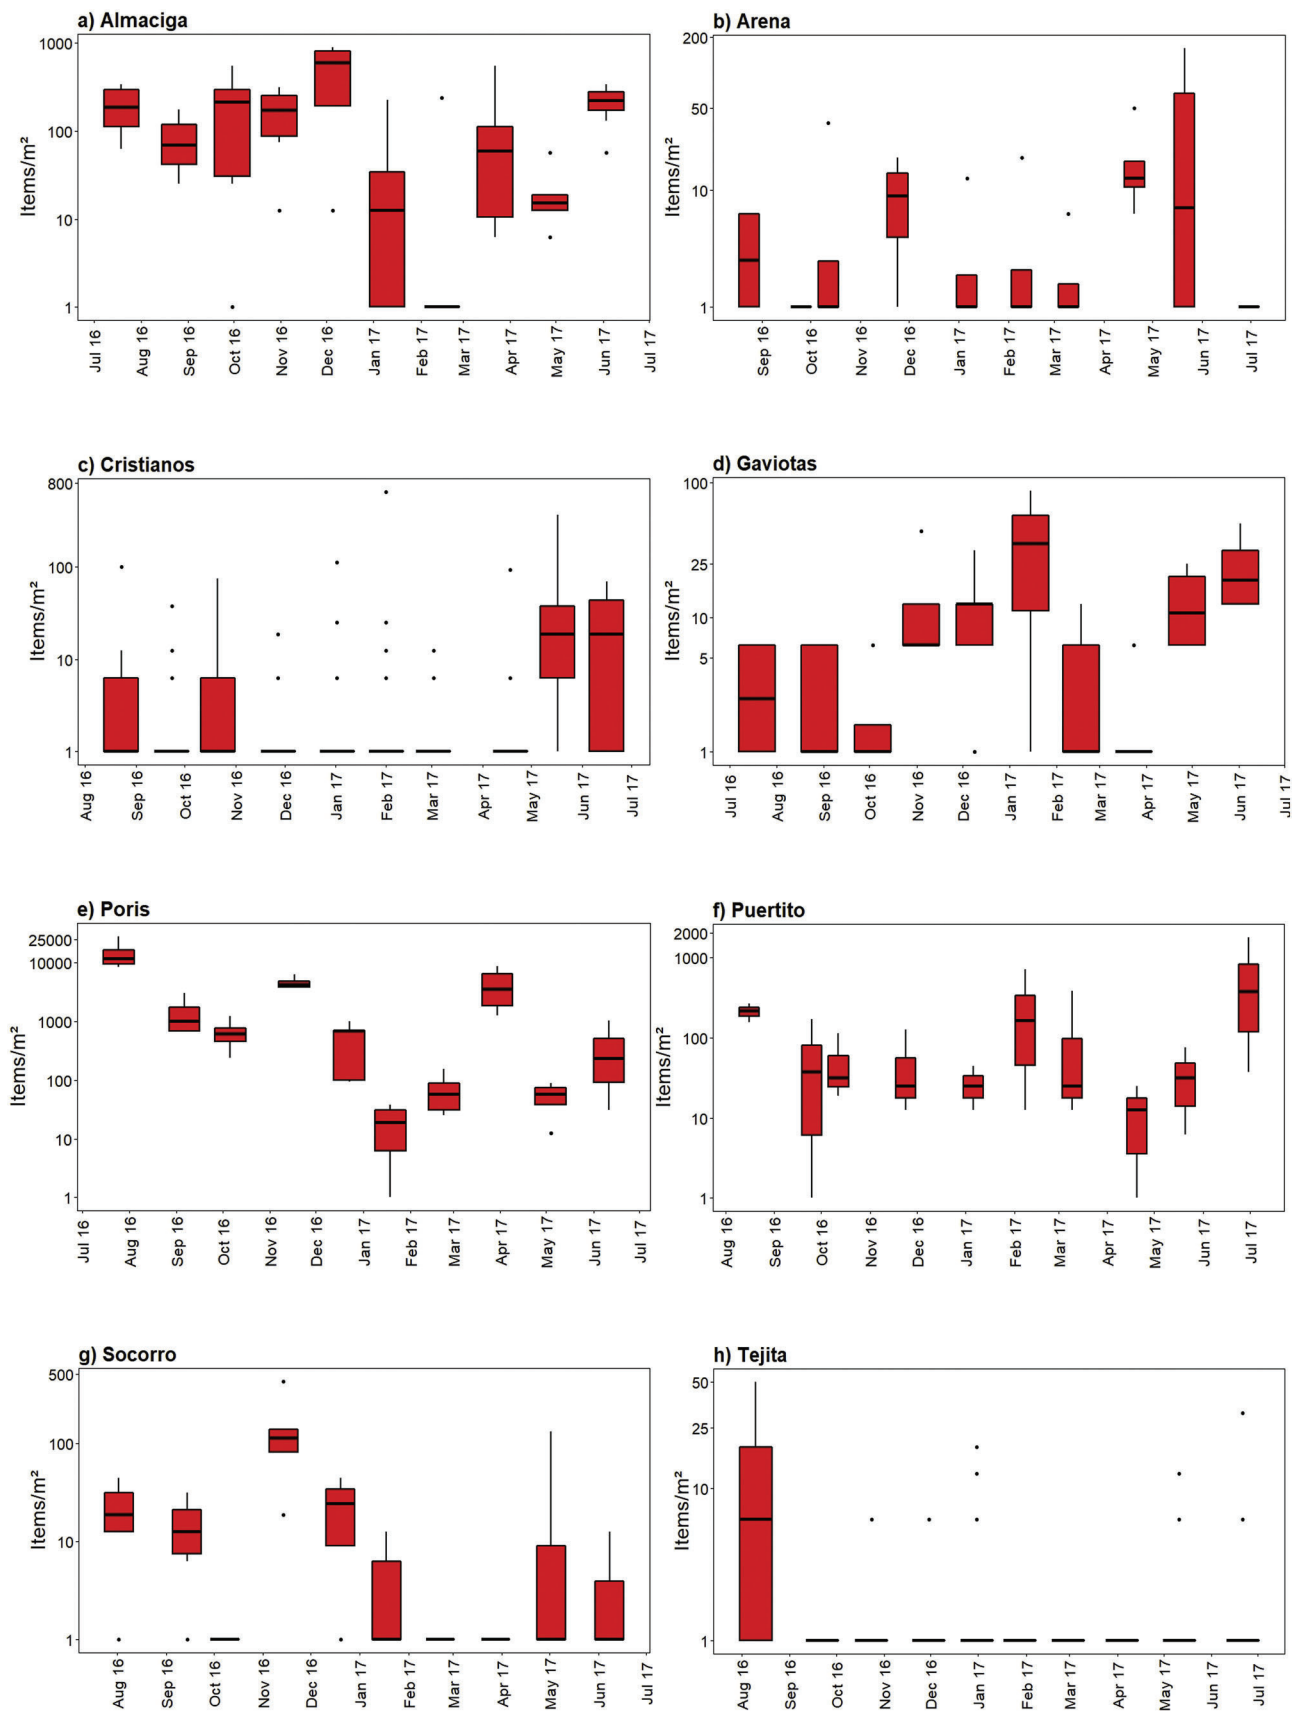 a) Almaciga
Items/m²
1000
100
10
1
Jul 16
Aug 16
Sep 16
Oct 16
Nov 16
Dec 16
Jan 17
Feb 17
Mar 17
Apr 17
May 17
Jun 17
Jul 17
b) Arena
Items/m²
200
50
10
1
Sep 16
Oct 16
Nov 16
Dec 16
Jan 17
Feb 17
Mar 17
Apr 17
May 17
Jun 17
Jul 17
c) Cristianos
Items/m²
800
100
10
1
Aug 16
Sep 16
Oct 16
Nov 16
Dec 16
Jan 17
Feb 17
Mar 17
Apr 17
May 17
Jun 17
Jul 17
d) Gaviotas
Items/m²
100
25
10
5
1
Jul 16
Aug 16
Sep 16
Oct 16
Nov 16
Dec 16
Jan 17
Feb 17
Mar 17
Apr 17
May 17
Jun 17
Jul 17
e) Poris
Items/m²
25000
10000
1000
100
10
1
Jul 16
Aug 16
Sep 16
Oct 16
Nov 16
Dec 16
Jan 17
Feb 17
Mar 17
Apr 17
May 17
Jun 17
Jul 17
f) Puertito
Items/m²
2000
1000
100
10
1
Aug 16
Sep 16
Oct 16
Nov 16
Dec 16
Jan 17
Feb 17
Mar 17
Apr 17
May 17
Jun 17
Jul 17
g) Socorro
Items/m²
500
100
10
1
Aug 16
Sep 16
Oct 16
Nov 16
Dec 16
Jan 17
Feb 17
Mar 17
Apr 17
May 17
Jun 17
Jul 17
h) Tejita
Items/m²
50
25
10
1
Aug 16
Sep 16
Oct 16
Nov 16
Dec 16
Jan 17
Feb 17
Mar 17
Apr 17
May 17
Jun 17
Jul 17